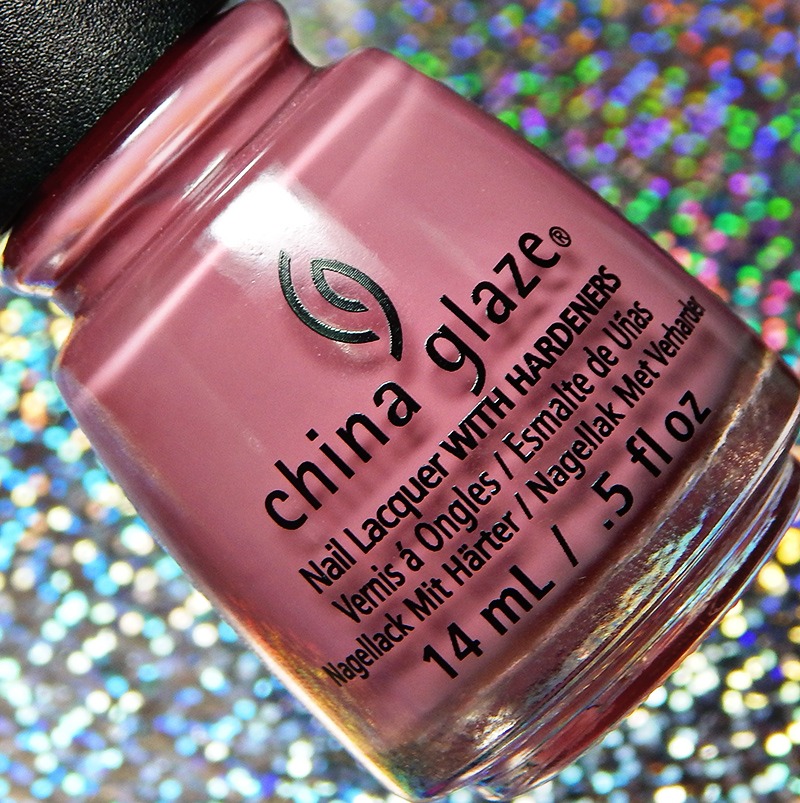 china glaze®
Nail Lacquer WITH HARDENERS
Vernis á Ongles / Esmalte de Uñas
Nagellack Mit Härter / Nagellak Met Verharder
14 mL / .5 fl oz